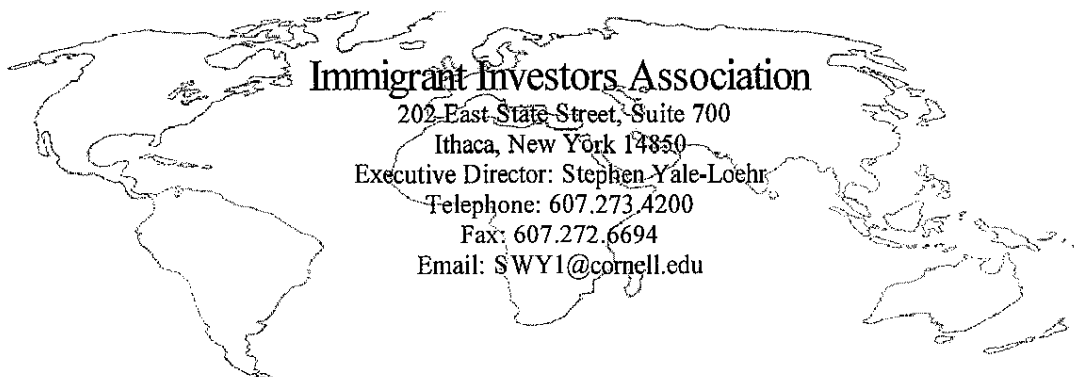 Immigrant Investors Association
202 East State Street, Suite 700
Ithaca, New York 14850
Executive Director: Stephen Yale-Loehr
Telephone: 607.273.4200
Fax: 607.272.6694
Email: SWY1@cornell.edu